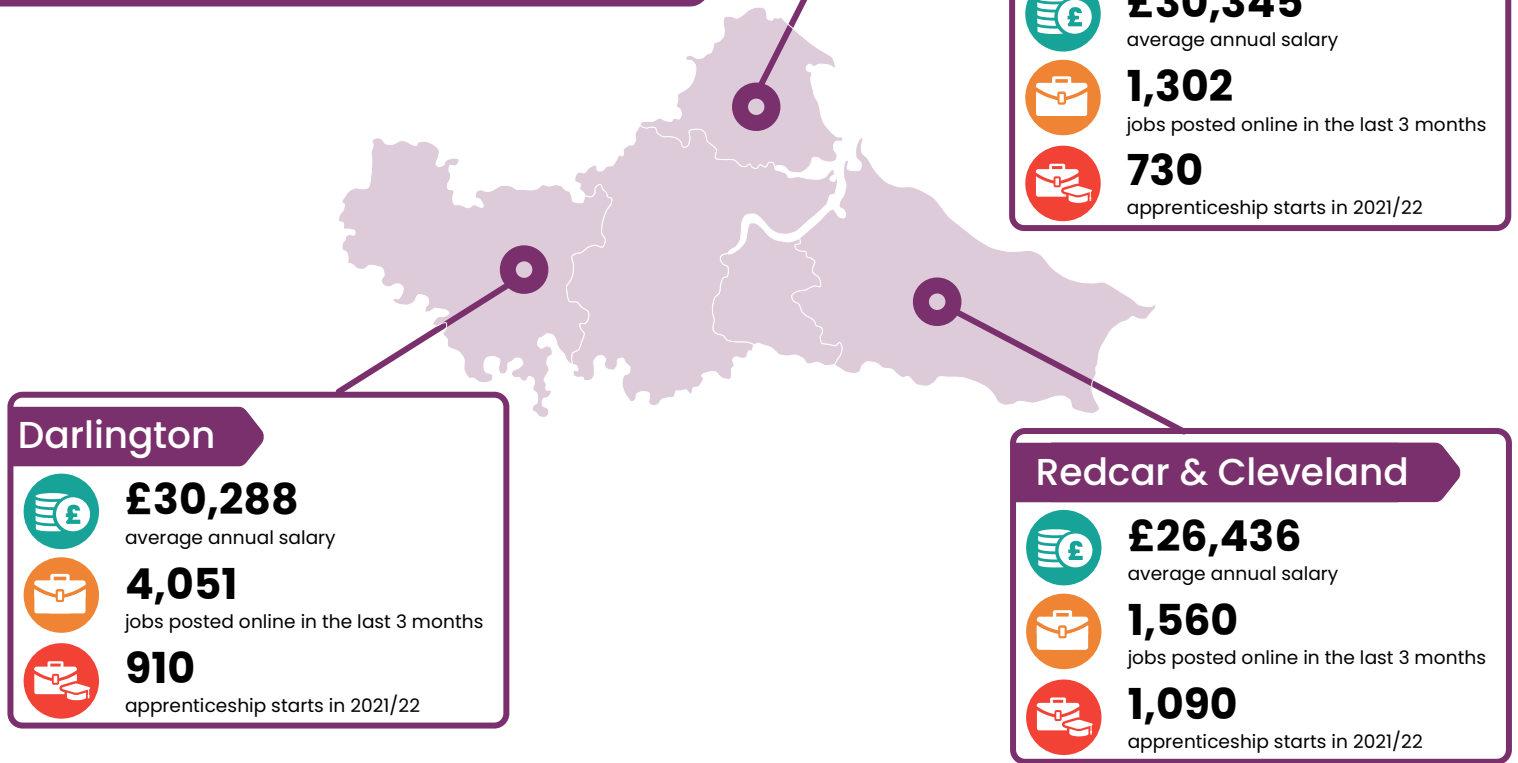 £30,345
average annual salary
1,302
jobs posted online in the last 3 months
730
apprenticeship starts in 2021/22
Darlington
£30,288
average annual salary
4,051
jobs posted online in the last 3 months
910
apprenticeship starts in 2021/22
Redcar & Cleveland
£26,436
average annual salary
1,560
jobs posted online in the last 3 months
1,090
apprenticeship starts in 2021/22